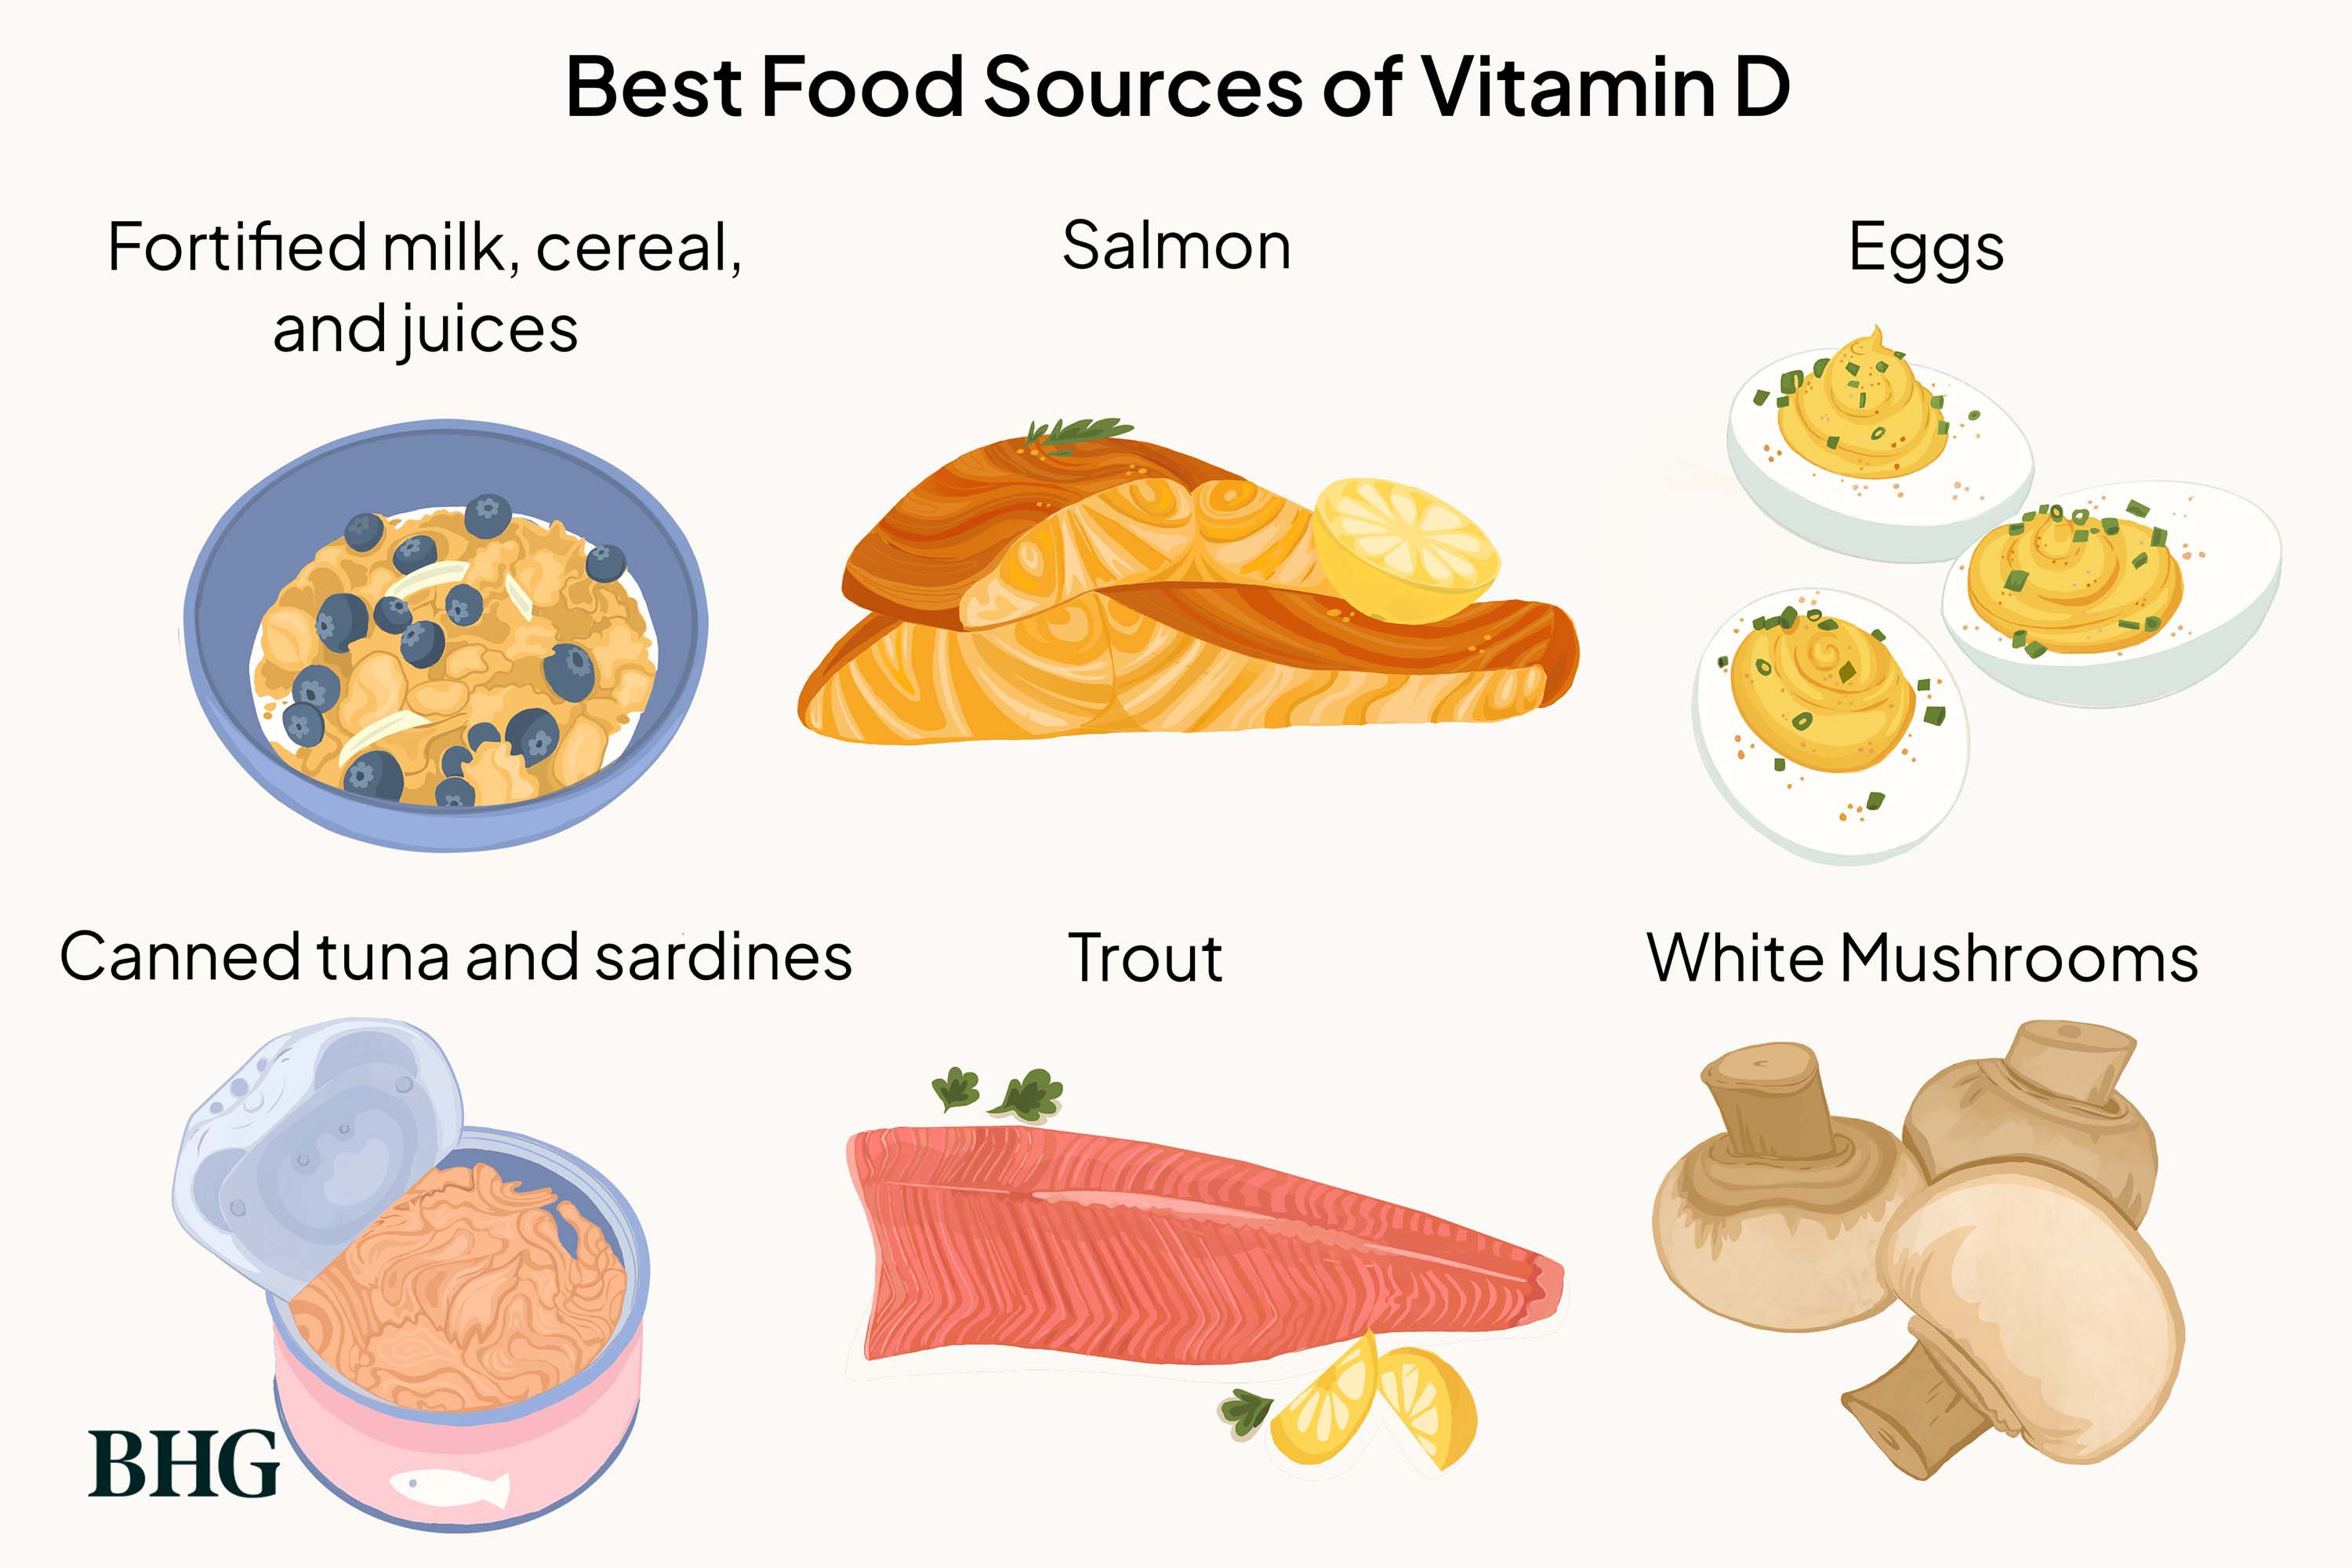 Best Food Sources of Vitamin D
Fortified milk, cereal,
and juices
Salmon
Eggs
Canned tuna and sardines
Trout
White Mushrooms
BHG